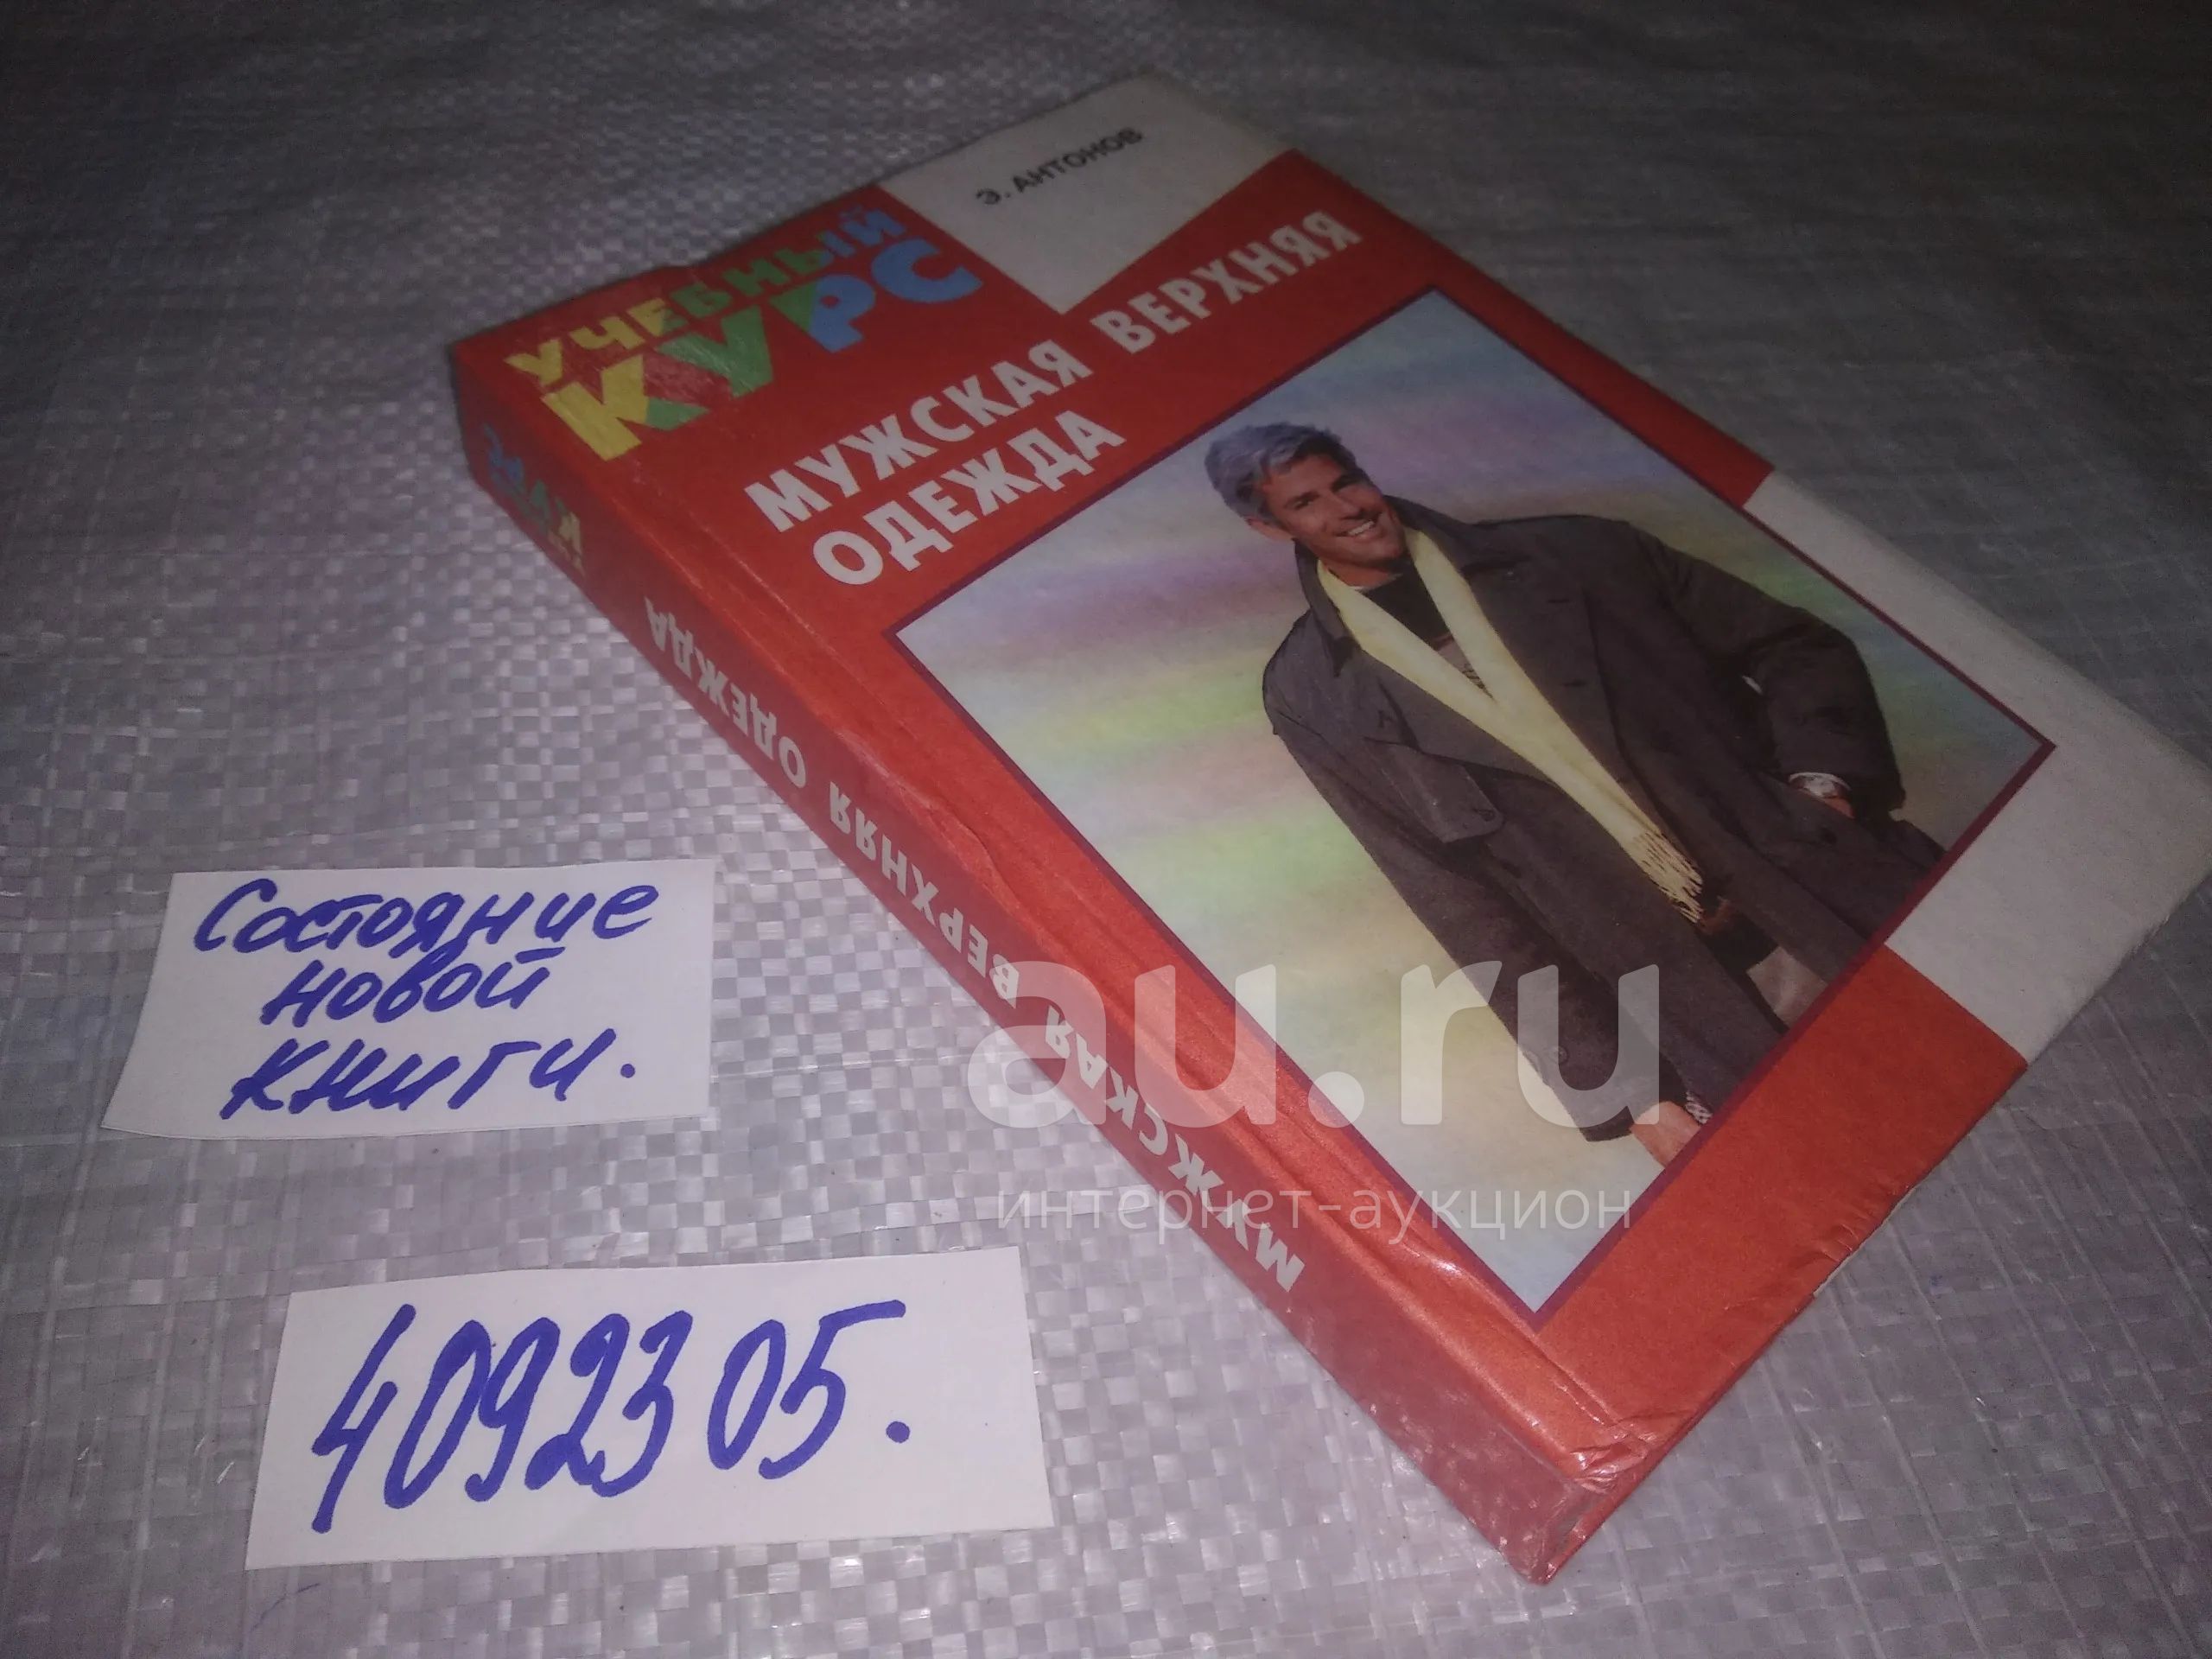 Э. АНТОНОВ
УЧЕБНЫЙ
КУРС
МУЖСКАЯ ВЕРХНЯЯ
ОДЕЖДА
МУЖСКАЯ ВЕРХНЯЯ ОДЕЖДА
Состояние
новой
книги.
4092305.
au.ru
интернет-аукцион